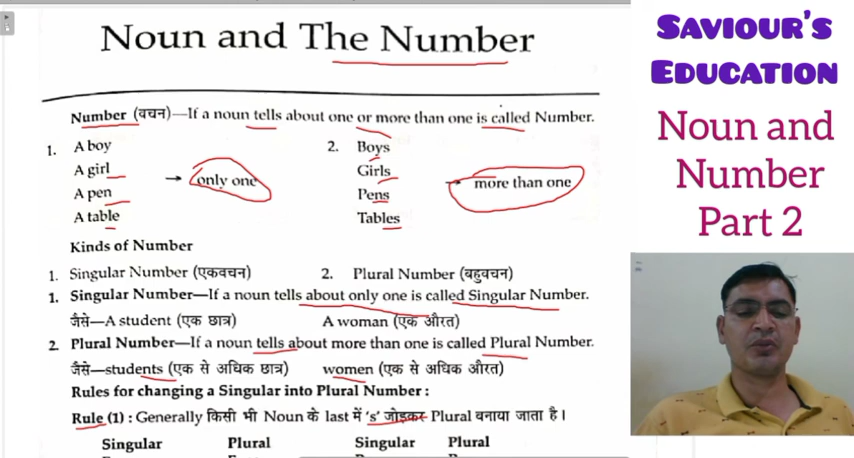 Noun and The Number
Number (वचन)—If a noun tells about one or more than one is called Number.
1. A boy
A girl
A pen
A table
→ only one
2. Boys
Girls
Pens
Tables
→ more than one
Kinds of Number
1. Singular Number (एकवचन) 2. Plural Number (बहुवचन)
1. Singular Number—If a noun tells about only one is called Singular Number.
जैसे—A student (एक छात्र) A woman (एक औरत)
2. Plural Number—If a noun tells about more than one is called Plural Number.
जैसे—students (एक से अधिक छात्र) women (एक से अधिक औरत)
Rules for changing a Singular into Plural Number :
Rule (1) : Generally किसी भी Noun के last में 's' जोड़कर Plural बनाया जाता है।
Singular Plural Singular Plural
SAVIOUR'S
EDUCATION
Noun and
Number
Part 2